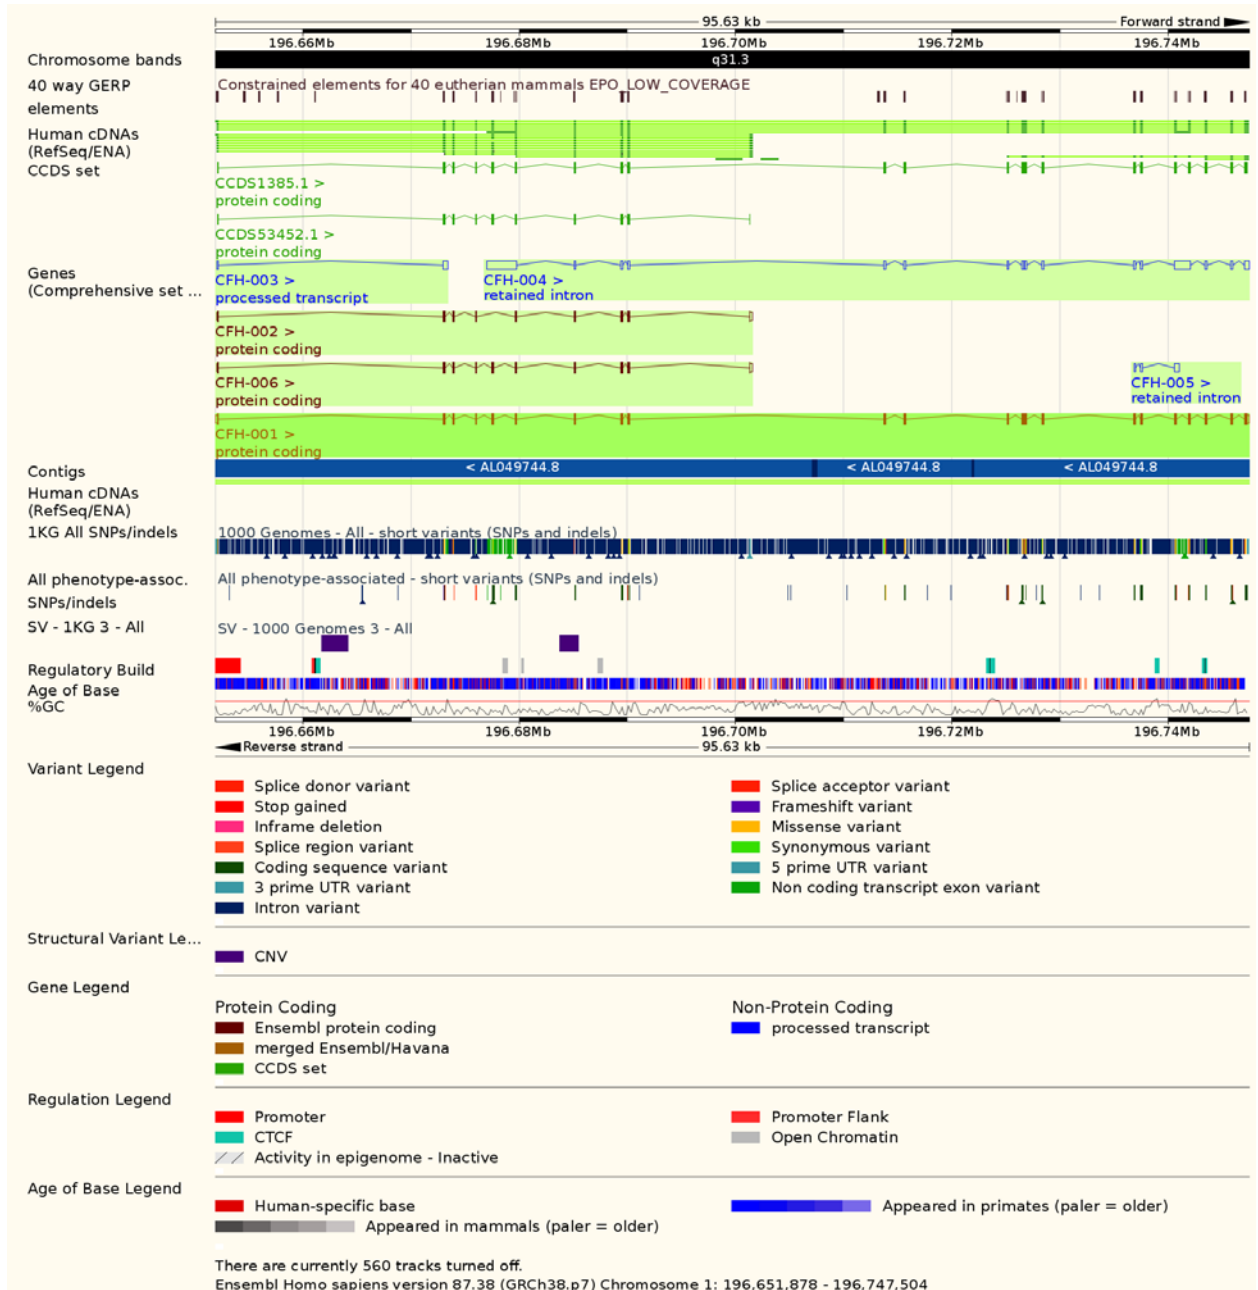 95.63 kb Forward strand
196.66Mb 196.68Mb 196.70Mb 196.72Mb 196.74Mb
Chromosome bands q31.3
40 way GERP Constrained elements for 40 eutherian mammals EPO_LOW_COVERAGE
elements
Human cDNAs
(RefSeq/ENA)
CCDS set
CCDS1385.1 >
protein coding
CCDS53452.1 >
protein coding
Genes
(Comprehensive set ...
CFH-003 > CFH-004 >
processed transcript retained intron
CFH-002 >
protein coding
CFH-006 > CFH-005 >
protein coding retained intron
CFH-001 >
protein coding
Contigs < AL049744.8 < AL049744.8 < AL049744.8
Human cDNAs
(RefSeq/ENA)
1KG All SNPs/indels 1000 Genomes - All - short variants (SNPs and indels)
All phenotype-assoc. All phenotype-associated - short variants (SNPs and indels)
SNPs/indels
SV - 1KG 3 - All SV - 1000 Genomes 3 - All
Regulatory Build
Age of Base
%GC
196.66Mb 196.68Mb 196.70Mb 196.72Mb 196.74Mb
Reverse strand 95.63 kb
Variant Legend
Splice donor variant Splice acceptor variant
Stop gained Frameshift variant
Inframe deletion Missense variant
Splice region variant Synonymous variant
Coding sequence variant 5 prime UTR variant
3 prime UTR variant Non coding transcript exon variant
Intron variant
Structural Variant Le...
CNV
Gene Legend
Protein Coding Non-Protein Coding
Ensembl protein coding processed transcript
merged Ensembl/Havana
CCDS set
Regulation Legend
Promoter Promoter Flank
CTCF Open Chromatin
Activity in epigenome - Inactive
Age of Base Legend
Human-specific base Appeared in primates (paler = older)
Appeared in mammals (paler = older)
There are currently 560 tracks turned off.
Ensembl Homo sapiens version 87.38 (GRCh38.p7) Chromosome 1: 196,651,878 - 196,747,504